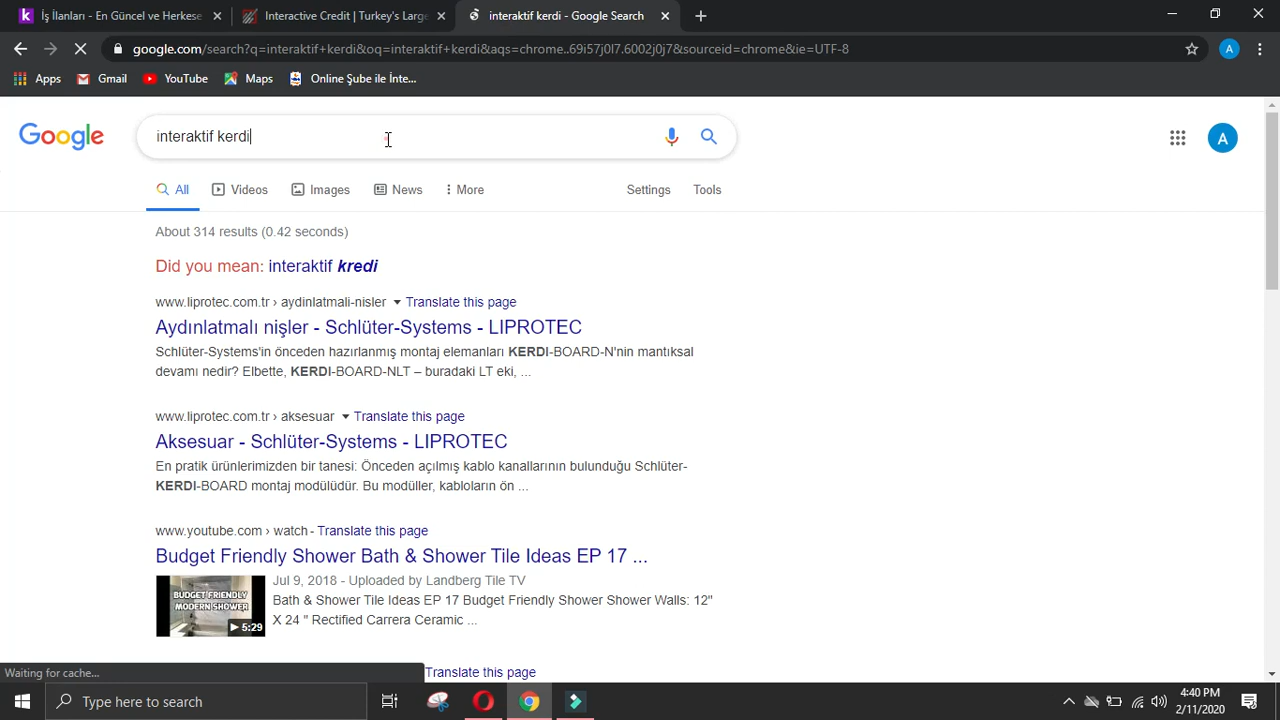 İş İlanları - En Güncel ve Herkese
Interactive Credit | Turkey's Large
interaktif kerdi - Google Search
google.com/search?q=interaktif+kerdi&oq=interaktif+kerdi&aqs=chrome..69i57j0l7.6002j0j7&sourceid=chrome&ie=UTF-8
A
Apps
Gmail
YouTube
Maps
Online Şube ile İnte...
Google
interaktif kerdi
A
All
Videos
Images
News
More
Settings
Tools
About 314 results (0.42 seconds)
Did you mean: interaktif kredi
www.liprotec.com.tr › aydinlatmali-nisler ▾ Translate this page
Aydınlatmalı nişler - Schlüter-Systems - LIPROTEC
Schlüter-Systems'in önceden hazırlanmış montaj elemanları KERDI-BOARD-N'nin mantıksal
devamı nedir? Elbette, KERDI-BOARD-NLT – buradaki LT eki, ...
www.liprotec.com.tr › aksesuar ▾ Translate this page
Aksesuar - Schlüter-Systems - LIPROTEC
En pratik ürünlerimizden bir tanesi: Önceden açılmış kablo kanallarının bulunduğu Schlüter-
KERDI-BOARD montaj modülüdür. Bu modüller, kabloların ön ...
www.youtube.com › watch - Translate this page
Budget Friendly Shower Bath & Shower Tile Ideas EP 17 ...
BUDGET FRIENDLY
MODERN SHOWER
5:29
Jul 9, 2018 - Uploaded by Landberg Tile TV
Bath & Shower Tile Ideas EP 17 Budget Friendly Shower Shower Walls: 12"
X 24 " Rectified Carrera Ceramic ...
Translate this page
Waiting for cache...
Type here to search
4:40 PM
2/11/2020